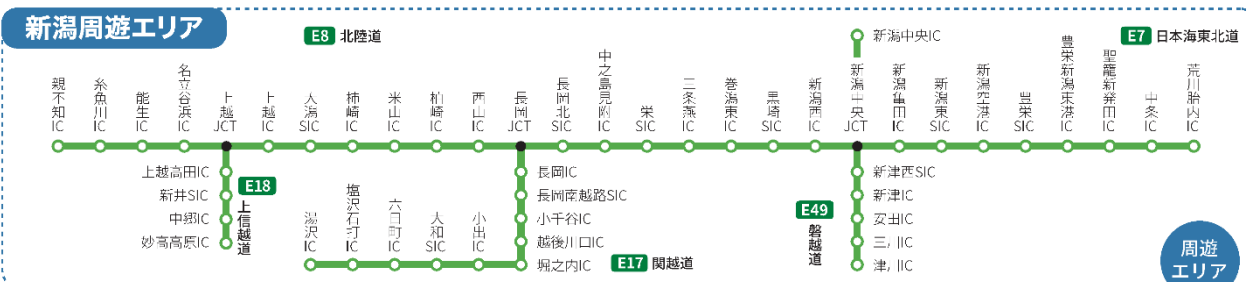 新潟周遊エリア
E8 北陸道
新潟中央IC
E7 日本海東北道
親不知IC
糸魚川IC
能生IC
名立谷浜IC
上越JCT
上越IC
大潟SIC
柿崎IC
米山IC
柏崎IC
西山IC
長岡JCT
長岡北SIC
中之島見附IC
栄SIC
三条燕IC
巻潟東IC
黒埼SIC
新潟西IC
新潟中央JCT
新潟亀田IC
新潟東SIC
新潟空港IC
豊栄SIC
豊栄新潟東港IC
聖籠新発田IC
中条IC
荒川胎内IC
上越高田IC
新井SIC
中郷IC
妙高高原IC
E18
上信越道
湯沢IC
塩沢石打IC
六日町IC
大和SIC
小出IC
長岡IC
長岡南越路SIC
小千谷IC
越後川口IC
堀之内IC
E17 関越道
E49
磐越道
新津西SIC
新津IC
安田IC
三川IC
津川IC
周遊
エリア